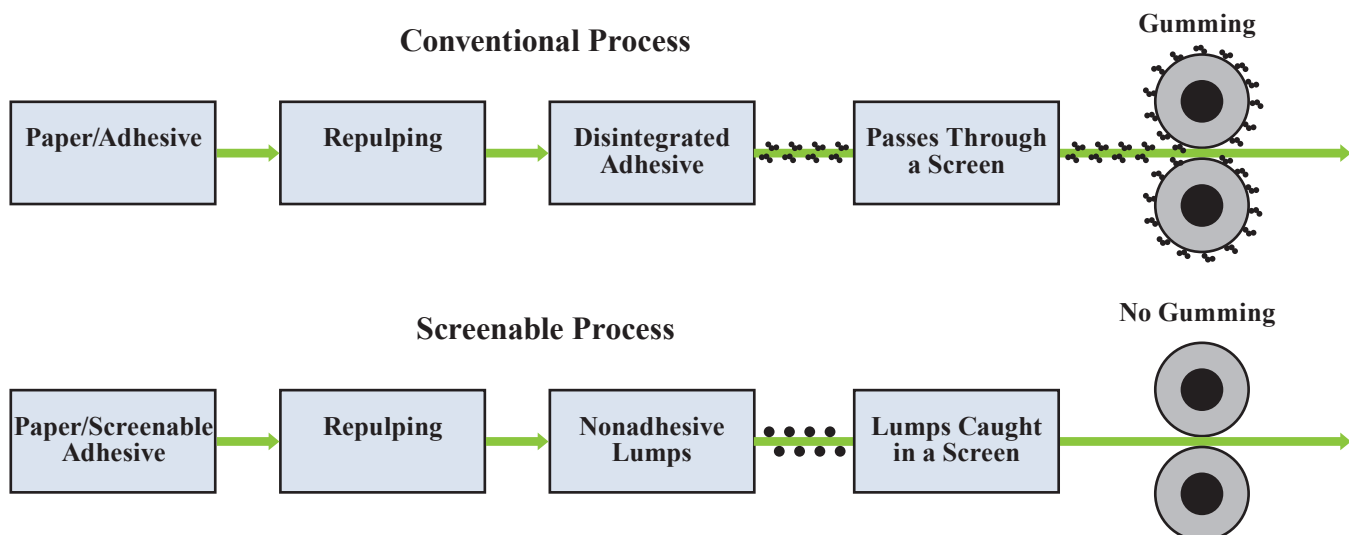 Conventional Process
Gumming
Paper/Adhesive
Repulping
Disintegrated
Adhesive
Passes Through
a Screen
Screenable Process
No Gumming
Paper/Screenable
Adhesive
Repulping
Nonadhesive
Lumps
Lumps Caught
in a Screen